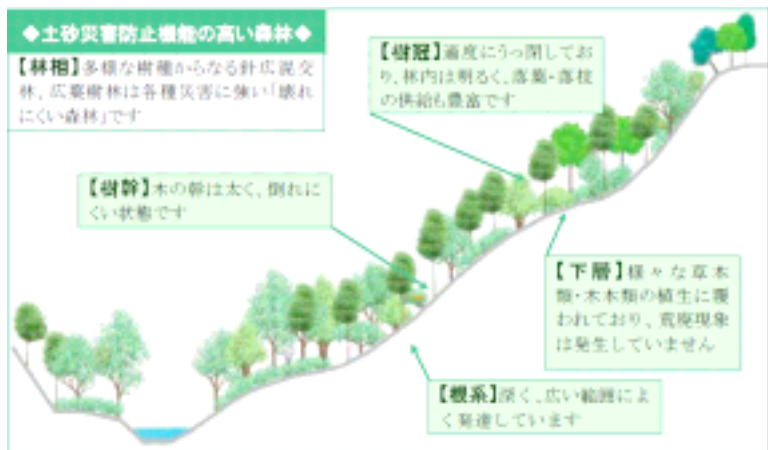 ◆土砂災害防止機能の高い森林◆
【林相】多様な樹種からなる針広混交
林、広葉樹林は各種災害に強い「壊れ
にくい森林」です
【樹冠】適度にうっ閉してお
り、林内は明るく、落葉・落枝
の供給も豊富です
【樹幹】木の幹は太く、倒れに
くい状態です
【下層】様々な草本
類・木本類の植生に覆
われており、荒廃現象
は発生していません
【根系】深く、広い範囲によ
く発達しています